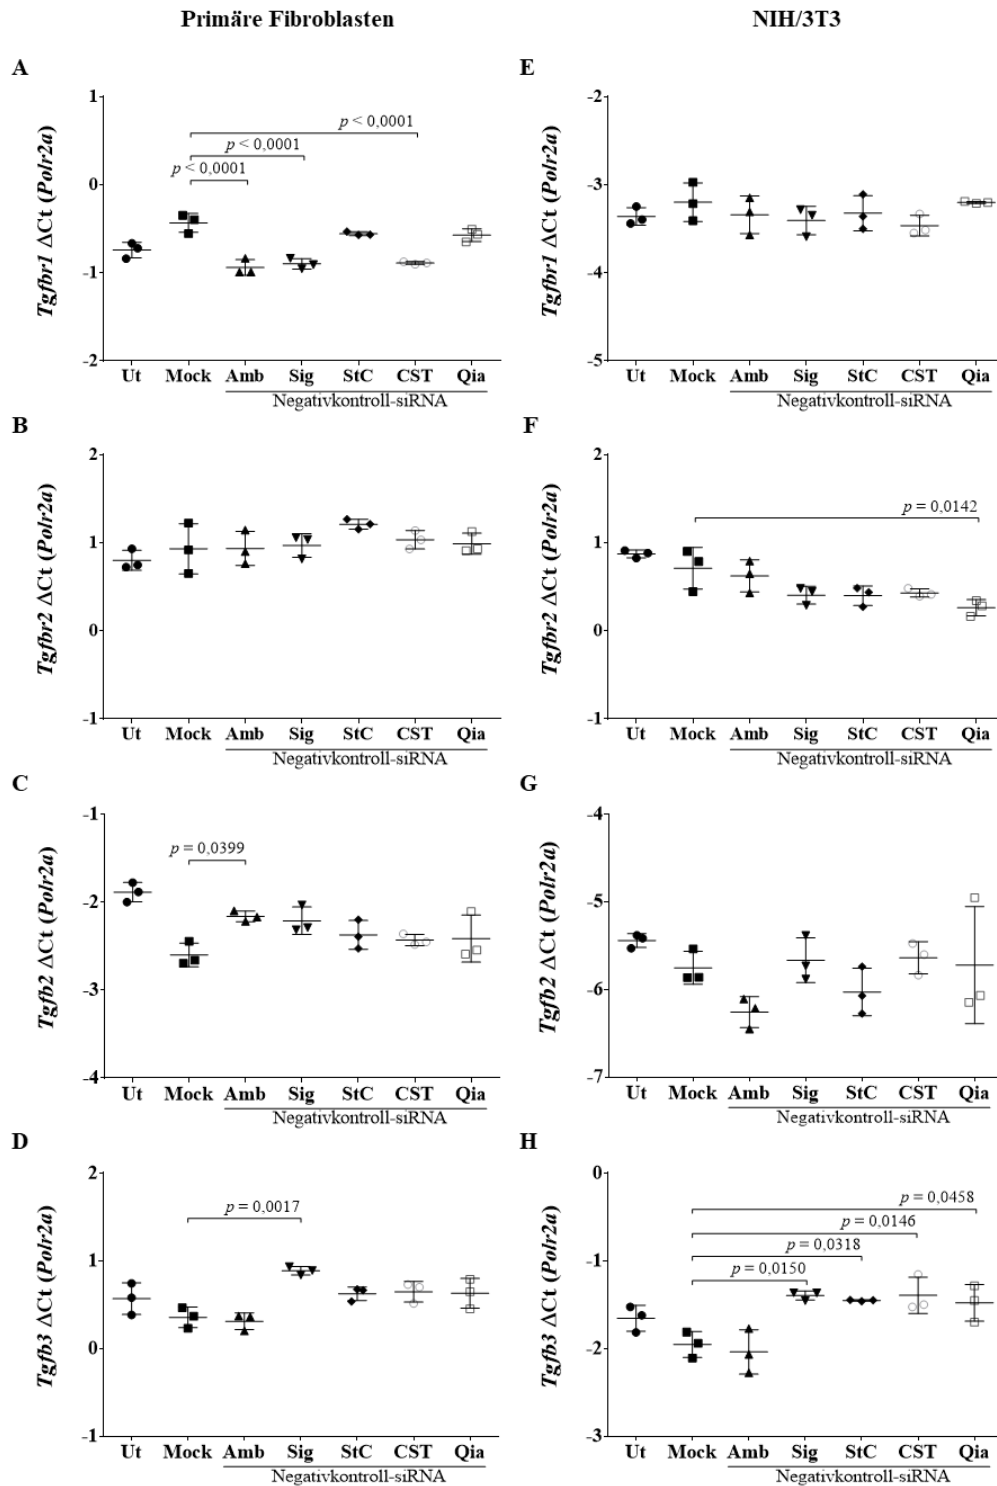 Primäre Fibroblasten
NIH/3T3
A
Tgfbr1 ΔCt (Polr2a)
1
0
-1
-2
p < 0,0001
p < 0,0001
p < 0,0001
Ut Mock Amb Sig StC CST Qia
Negativkontroll-siRNA
E
Tgfbr1 ΔCt (Polr2a)
-2
-3
-4
-5
Ut Mock Amb Sig StC CST Qia
Negativkontroll-siRNA
B
Tgfbr2 ΔCt (Polr2a)
2
1
0
-1
Ut Mock Amb Sig StC CST Qia
Negativkontroll-siRNA
F
Tgfbr2 ΔCt (Polr2a)
2
1
0
-1
p = 0,0142
Ut Mock Amb Sig StC CST Qia
Negativkontroll-siRNA
C
Tgfb2 ΔCt (Polr2a)
-1
-2
-3
-4
p = 0,0399
Ut Mock Amb Sig StC CST Qia
Negativkontroll-siRNA
G
Tgfb2 ΔCt (Polr2a)
-4
-5
-6
-7
Ut Mock Amb Sig StC CST Qia
Negativkontroll-siRNA
D
Tgfb3 ΔCt (Polr2a)
2
1
0
-1
p = 0,0017
Ut Mock Amb Sig StC CST Qia
Negativkontroll-siRNA
H
Tgfb3 ΔCt (Polr2a)
0
-1
-2
-3
p = 0,0458
p = 0,0146
p = 0,0318
p = 0,0150
Ut Mock Amb Sig StC CST Qia
Negativkontroll-siRNA